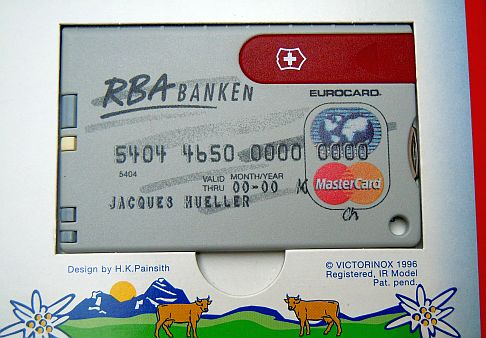 RBA BANKEN
EUROCARD®
5404 4650 0000 0000
5404
VALID THRU
MONTH/YEAR
00-00 M
MasterCard
JACQUES MUELLER
Ch
Design by H.K.Painsith
© VICTORINOX 1996
Registered, IR Model
Pat. pend.